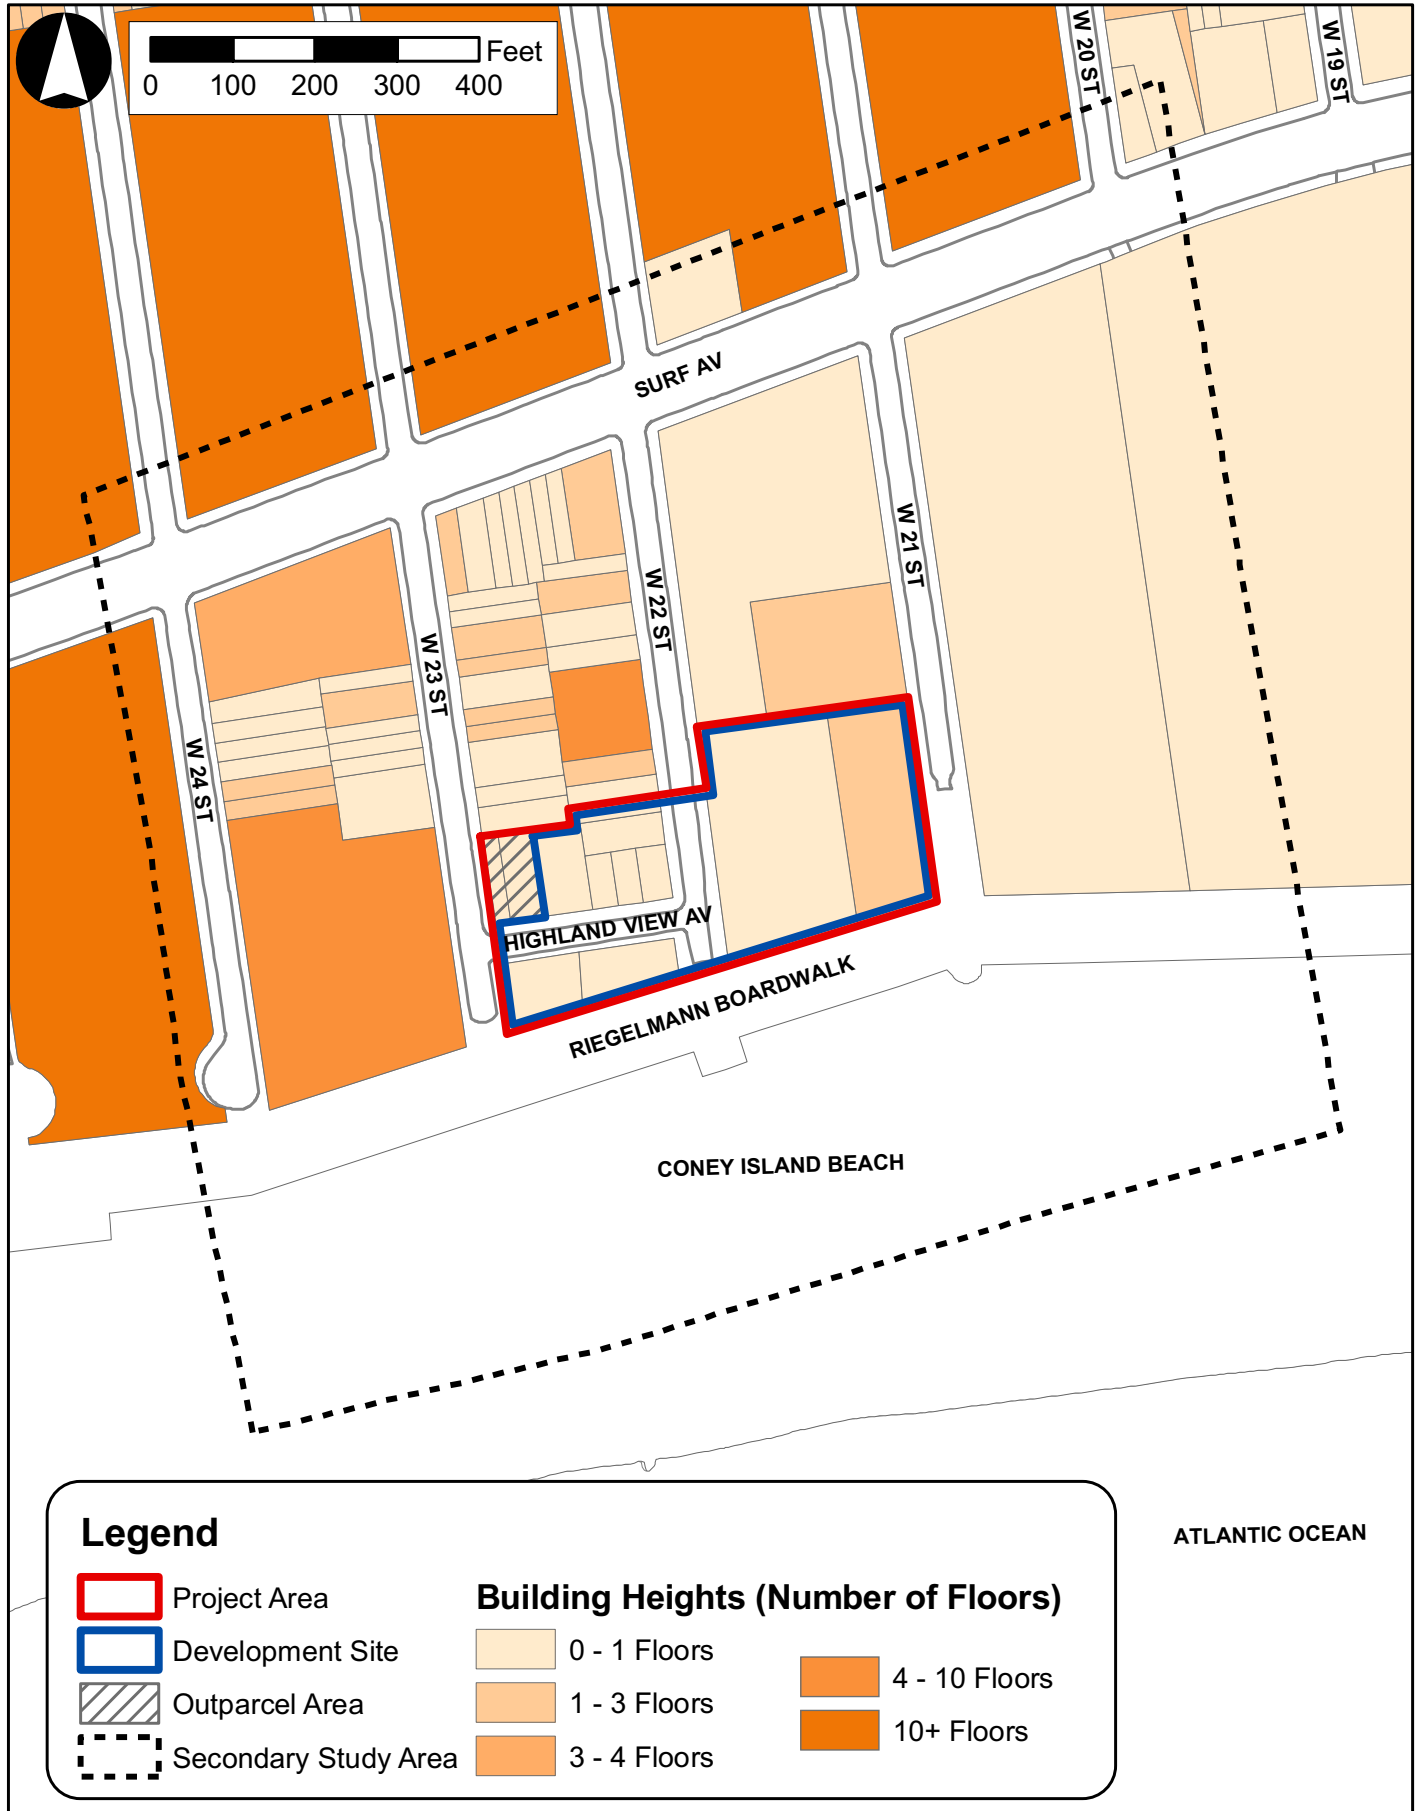 Feet
0 100 200 300 400
W 20 ST
W 19 ST
SURF AV
W 21 ST
W 22 ST
W 23 ST
W 24 ST
HIGHLAND VIEW AV
RIEGELMANN BOARDWALK
CONEY ISLAND BEACH
ATLANTIC OCEAN
Legend
Project Area
Development Site
Outparcel Area
Secondary Study Area
Building Heights (Number of Floors)
0 - 1 Floors
1 - 3 Floors
3 - 4 Floors
4 - 10 Floors
10+ Floors